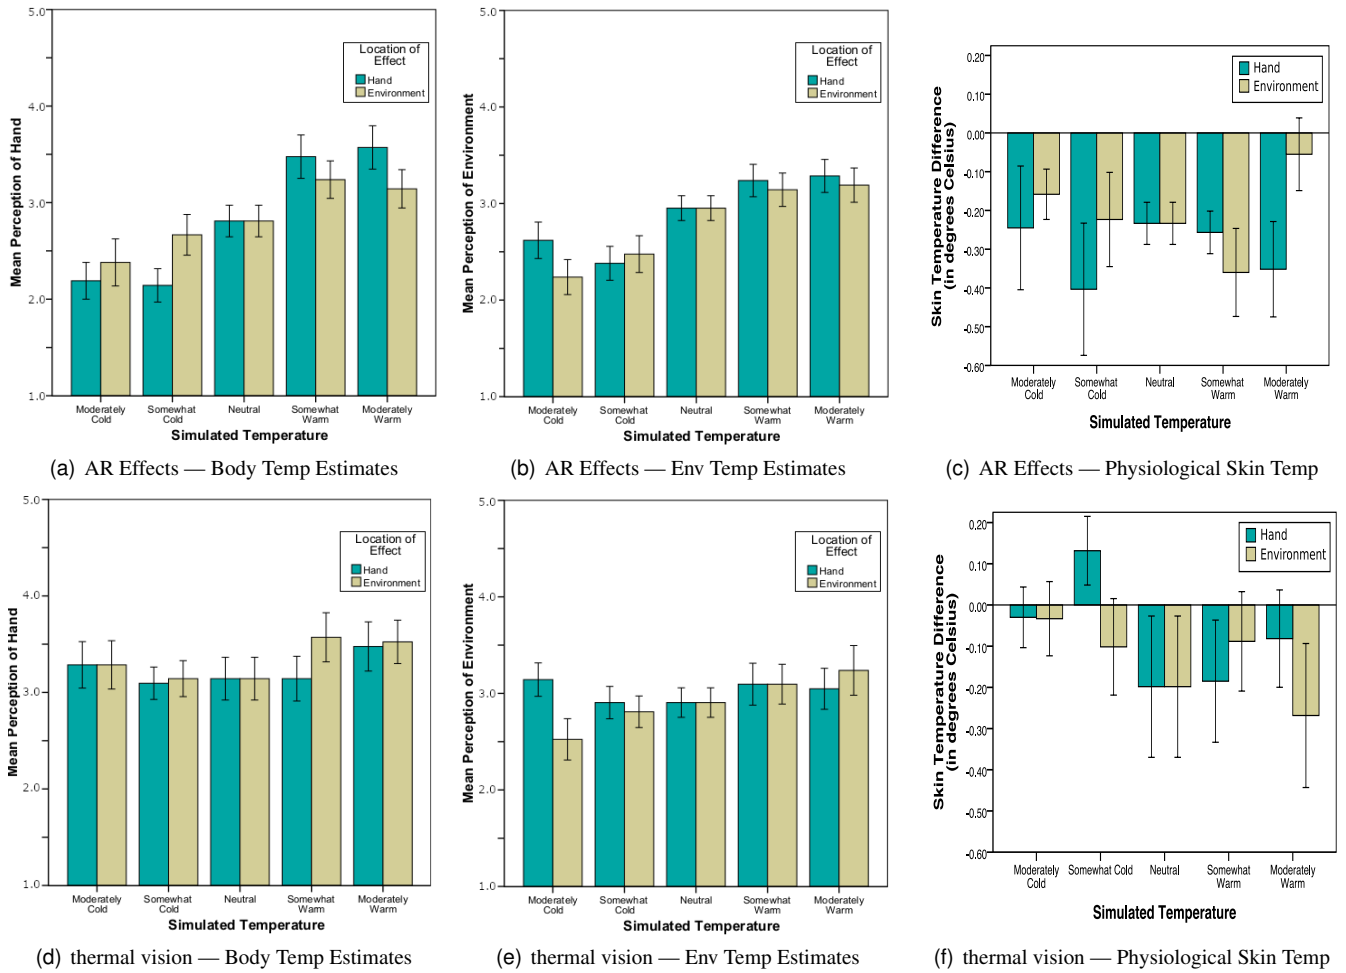 5.0
4.0
3.0
2.0
1.0
Mean Perception of Hand
Location of
Effect
Hand
Environment
Moderately
Cold
Somewhat
Cold
Neutral
Somewhat
Warm
Moderately
Warm
Simulated Temperature
(a) AR Effects — Body Temp Estimates
5.0
4.0
3.0
2.0
1.0
Mean Perception of Environment
Location of
Effect
Hand
Environment
Moderately
Cold
Somewhat
Cold
Neutral
Somewhat
Warm
Moderately
Warm
Simulated Temperature
(b) AR Effects — Env Temp Estimates
0.20
0.10
0.00
-0.10
-0.20
-0.30
-0.40
-0.50
-0.60
Skin Temperature Difference
(in degrees Celsius)
Hand
Environment
Moderately
Cold
Somewhat
Cold
Neutral
Somewhat
Warm
Moderately
Warm
Simulated Temperature
(c) AR Effects — Physiological Skin Temp
5.0
4.0
3.0
2.0
1.0
Mean Perception of Hand
Location of
Effect
Hand
Environment
Moderately
Cold
Somewhat
Cold
Neutral
Somewhat
Warm
Moderately
Warm
Simulated Temperature
(d) thermal vision — Body Temp Estimates
5.0
4.0
3.0
2.0
1.0
Mean Perception of Environment
Location of
Effect
Hand
Environment
Moderately
Cold
Somewhat
Cold
Neutral
Somewhat
Warm
Moderately
Warm
Simulated Temperature
(e) thermal vision — Env Temp Estimates
0.20
0.10
0.00
-0.10
-0.20
-0.30
-0.40
-0.50
-0.60
Skin Temperature Difference
(in degrees Celsius)
Hand
Environment
Moderately
Cold
Somewhat Cold
Neutral
Somewhat
Warm
Moderately
Warm
Simulated Temperature
(f) thermal vision — Physiological Skin Temp